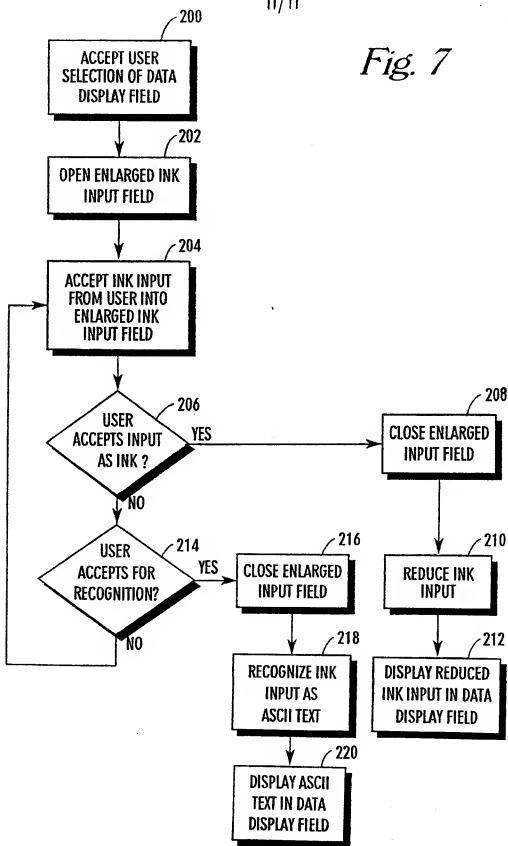 11/11
Fig. 7
200
ACCEPT USER
SELECTION OF DATA
DISPLAY FIELD
202
OPEN ENLARGED INK
INPUT FIELD
204
ACCEPT INK INPUT
FROM USER INTO
ENLARGED INK
INPUT FIELD
206
USER
ACCEPTS INPUT
AS INK ?
YES
NO
208
CLOSE ENLARGED
INPUT FIELD
210
REDUCE INK
INPUT
212
DISPLAY REDUCED
INK INPUT IN DATA
DISPLAY FIELD
214
USER
ACCEPTS FOR
RECOGNITION?
YES
NO
216
CLOSE ENLARGED
INPUT FIELD
218
RECOGNIZE INK
INPUT AS
ASCII TEXT
220
DISPLAY ASCII
TEXT IN DATA
DISPLAY FIELD